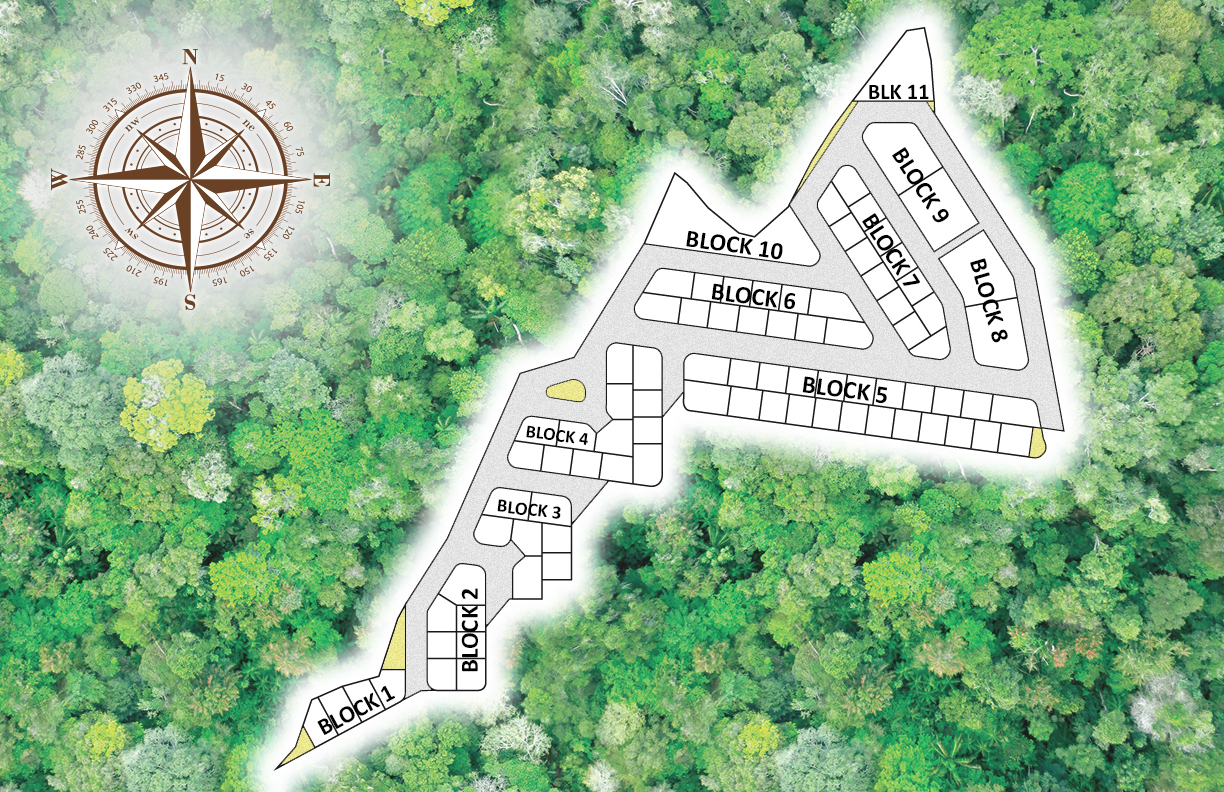 N
345
15
330
30
315
nw
ne
45
300
60
285
75
W
E
255
105
240
sw
se
120
225
135
210
150
195
165
S
BLK 11
BLOCK 9
BLOCK 10
BLOCK 7
BLOCK 6
BLOCK 8
BLOCK 5
BLOCK 4
BLOCK 3
BLOCK 2
BLOCK 1